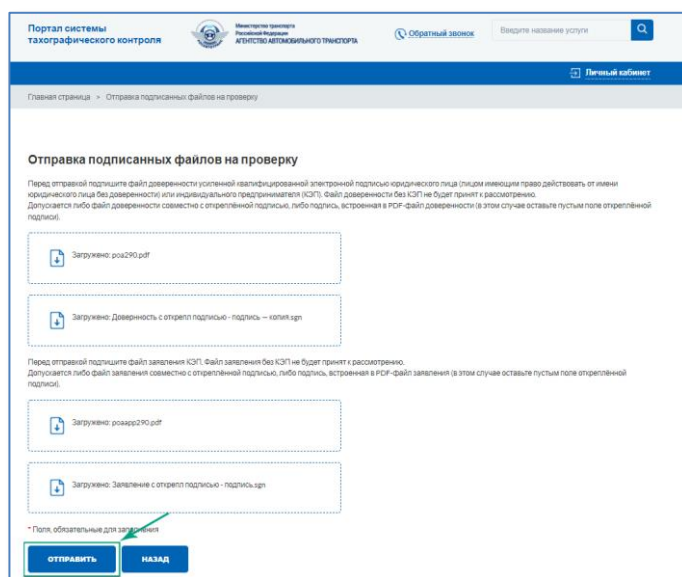 Портал системы
тахографического контроля
Министерство транспорта
Российской Федерации
АГЕНТСТВО АВТОМОБИЛЬНОГО ТРАНСПОРТА
Обратный звонок
Введите название услуги
Личный кабинет
Главная страница > Отправка подписанных файлов на проверку
Отправка подписанных файлов на проверку
Перед отправкой подпишите файл доверенности усиленной квалифицированной электронной подписью юридического лица (лицом имеющим право действовать от имени
юридического лица без доверенности) или индивидуального предпринимателя (КЭП). Файл доверенности без КЭП не будет принят к рассмотрению.
Допускается либо файл доверенности совместно с откреплённой подписью, либо подпись, встроенная в PDF-файл доверенности (в этом случае оставьте пустым поле откреплённой
подписи).
Загружено: poa290.pdf
Загружено: Довернность с открепл подписью - подпись — копия.sgn
Перед отправкой подпишите файл заявления КЭП. Файл заявления без КЭП не будет принят к рассмотрению.
Допускается либо файл заявления совместно с откреплённой подписью, либо подпись, встроенная в PDF-файл заявления (в этом случае оставьте пустым поле откреплённой
подписи).
Загружено: poaapp290.pdf
Загружено: Заявление с открепл подписью - подпись.sgn
* Поля, обязательные для заполнения
ОТПРАВИТЬ
НАЗАД